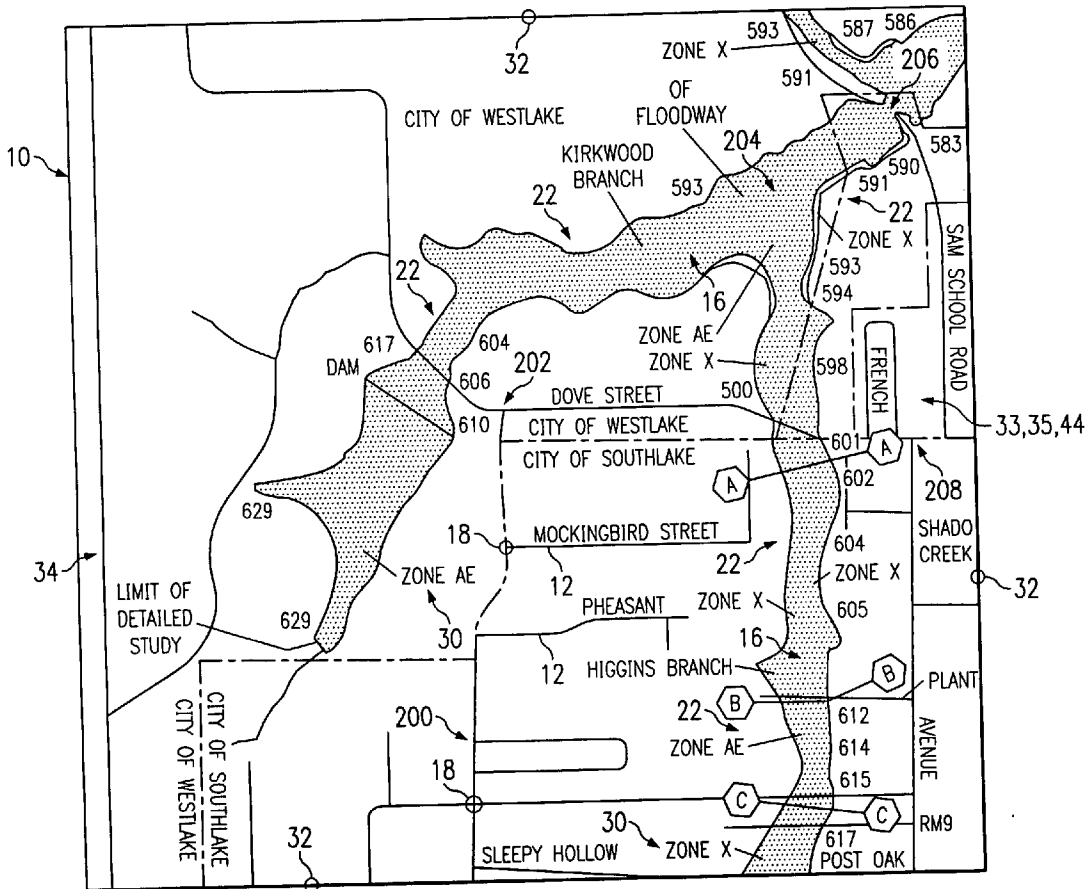 593
587
586
32
ZONE X
206
591
OF
FLOODWAY
CITY OF WESTLAKE
10
204
583
KIRKWOOD
BRANCH
593
590
591
22
22
ZONE X
22
16
593
594
SAM SCHOOL ROAD
ZONE AE
ZONE X
617
604
DAM
598
FRENCH
606
202
500
DOVE STREET
33,35,44
610
CITY OF WESTLAKE
601
A
CITY OF SOUTHLAKE
602
A
208
629
SHADO
CREEK
18
MOCKINGBIRD STREET
604
34
12
22
ZONE AE
ZONE X
32
LIMIT OF
DETAILED
STUDY
PHEASANT
ZONE X
605
629
30
16
12
HIGGINS BRANCH
B
PLANT
CITY OF SOUTHLAKE
CITY OF WESTLAKE
B
200
22
612
AVENUE
ZONE AE
614
615
18
C
C
RM9
30
617
32
SLEEPY HOLLOW
ZONE X
POST OAK